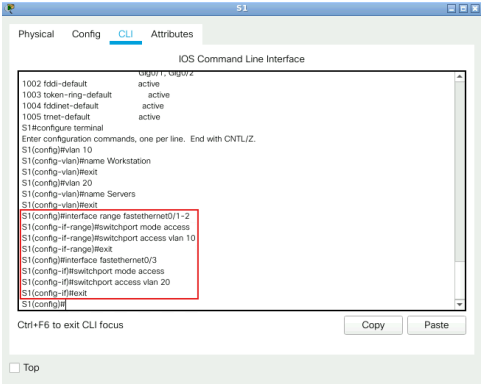 S1
Physical Config CLI Attributes
IOS Command Line Interface
Gig0/1, Gig0/2
1002 fddi-default active
1003 token-ring-default active
1004 fddinet-default active
1005 trnet-default active
S1#configure terminal
Enter configuration commands, one per line. End with CNTL/Z.
S1(config)#vlan 10
S1(config-vlan)#name Workstation
S1(config-vlan)#exit
S1(config)#vlan 20
S1(config-vlan)#name Servers
S1(config-vlan)#exit
S1(config)#interface range fastethernet0/1-2
S1(config-if-range)#switchport mode access
S1(config-if-range)#switchport access vlan 10
S1(config-if-range)#exit
S1(config)#interface fastethernet0/3
S1(config-if)#switchport mode access
S1(config-if)#switchport access vlan 20
S1(config-if)#exit
S1(config)#
Ctrl+F6 to exit CLI focus Copy Paste
Top